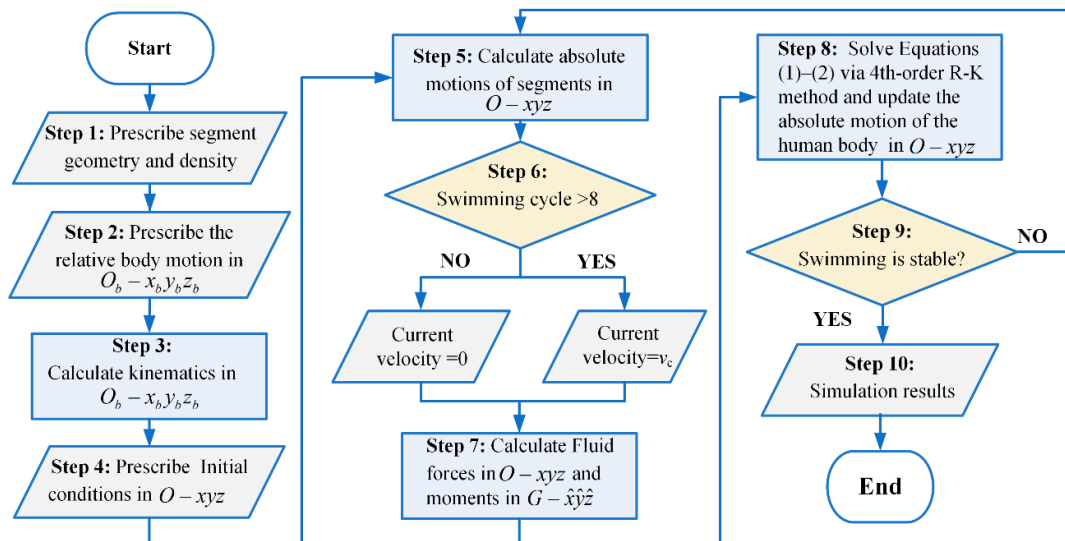 Start
Step 1: Prescribe segment
geometry and density
Step 2: Prescribe the
relative body motion in
O_b − x_b y_b z_b
Step 3:
Calculate kinematics in
O_b − x_b y_b z_b
Step 4: Prescribe Initial
conditions in O − xyz
Step 5: Calculate absolute
motions of segments in
O − xyz
Step 6:
Swimming cycle >8
NO
YES
Current
velocity =0
Current
velocity=v_c
Step 7: Calculate Fluid
forces in O − xyz and
moments in G − x̂ŷẑ
Step 8: Solve Equations
(1)–(2) via 4th-order R-K
method and update the
absolute motion of the
human body in O − xyz
Step 9:
Swimming is stable?
NO
YES
Step 10:
Simulation results
End